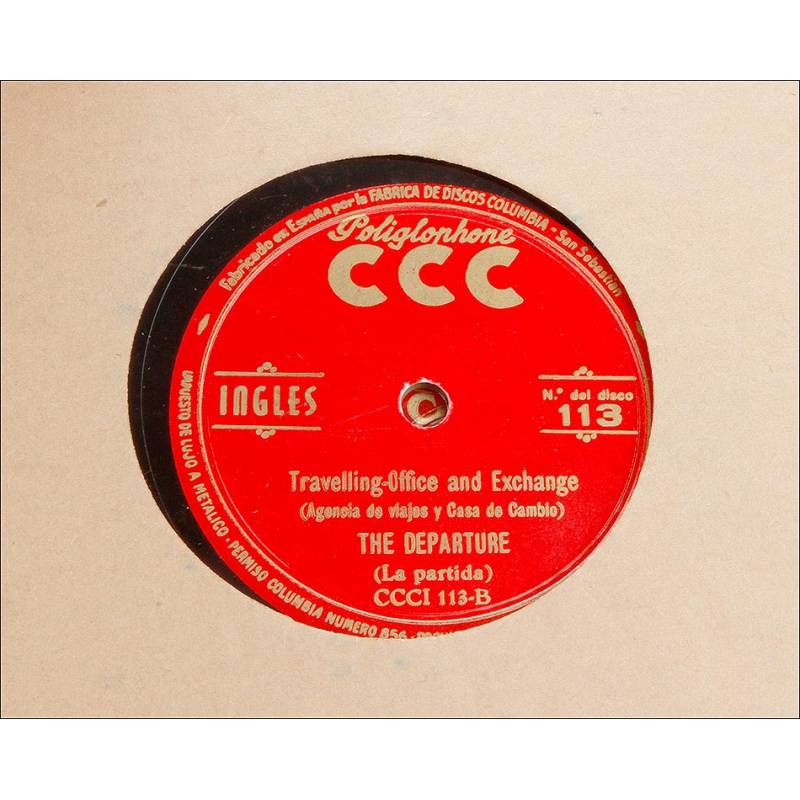 Fabricado en España por la FABRICA DE DISCOS COLUMBIA - San Sebastian
Poliglophone
CCC
INGLES
N.º del disco
113
Travelling-Office and Exchange
(Agencia de viajes y Casa de Cambio)
THE DEPARTURE
(La partida)
CCCI 113-B
IMPUESTO DE LUJO A METALICO - PERMISO COLUMBIA NUMERO 856 -